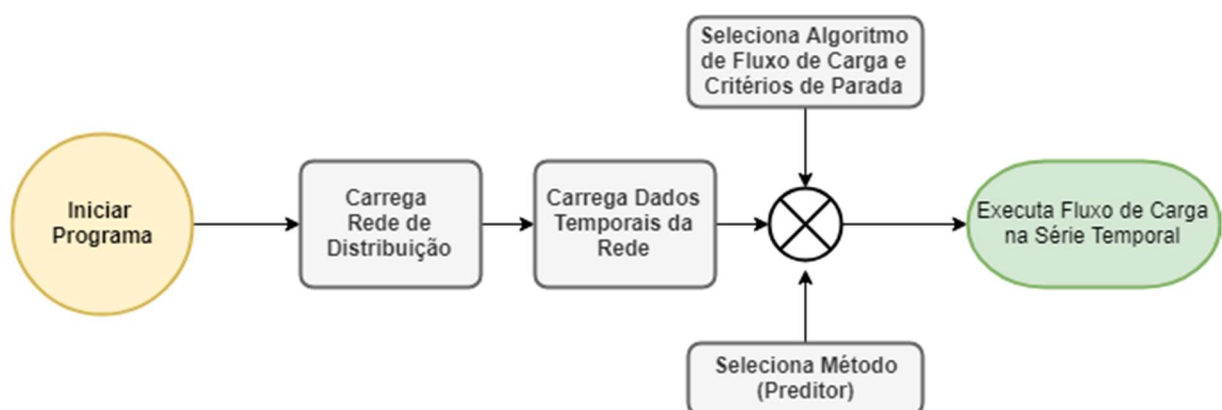 Seleciona Algoritmo
de Fluxo de Carga e
Critérios de Parada
Iniciar
Programa
Carrega
Rede de
Distribuição
Carrega Dados
Temporais da
Rede
Executa Fluxo de Carga
na Série Temporal
Seleciona Método
(Preditor)